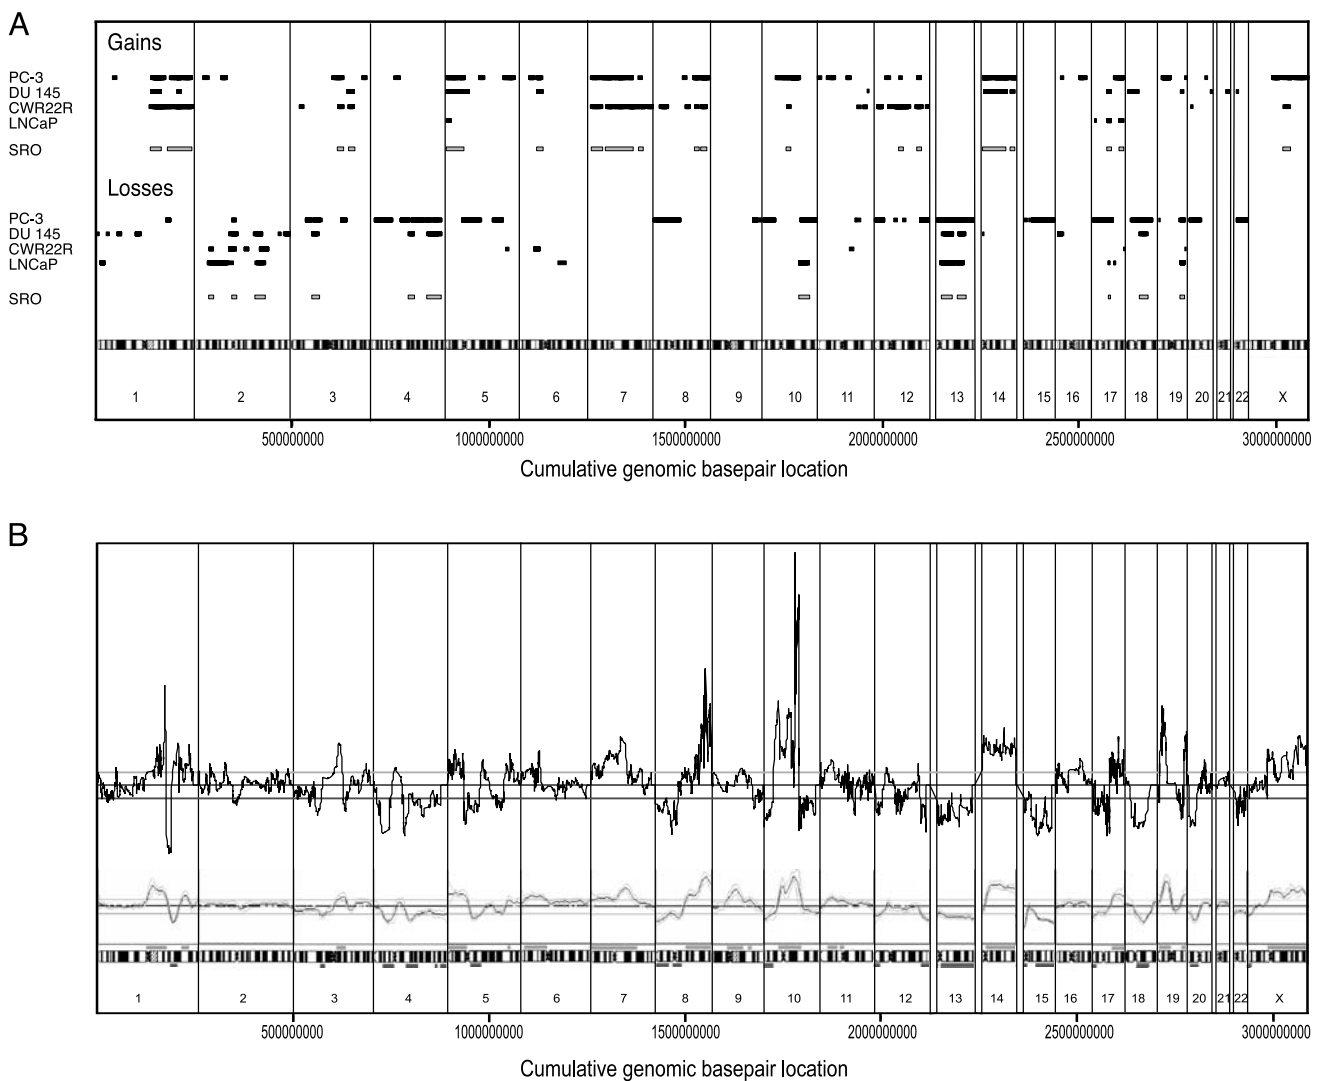 A
Gains
PC-3
DU 145
CWR22R
LNCaP
SRO
Losses
PC-3
DU 145
CWR22R
LNCaP
SRO
1 2 3 4 5 6 7 8 9 10 11 12 13 14 15 16 17 18 19 20 21 22 X
500000000 1000000000 1500000000 2000000000 2500000000 3000000000
Cumulative genomic basepair location
B
1 2 3 4 5 6 7 8 9 10 11 12 13 14 15 16 17 18 19 20 21 22 X
500000000 1000000000 1500000000 2000000000 2500000000 3000000000
Cumulative genomic basepair location